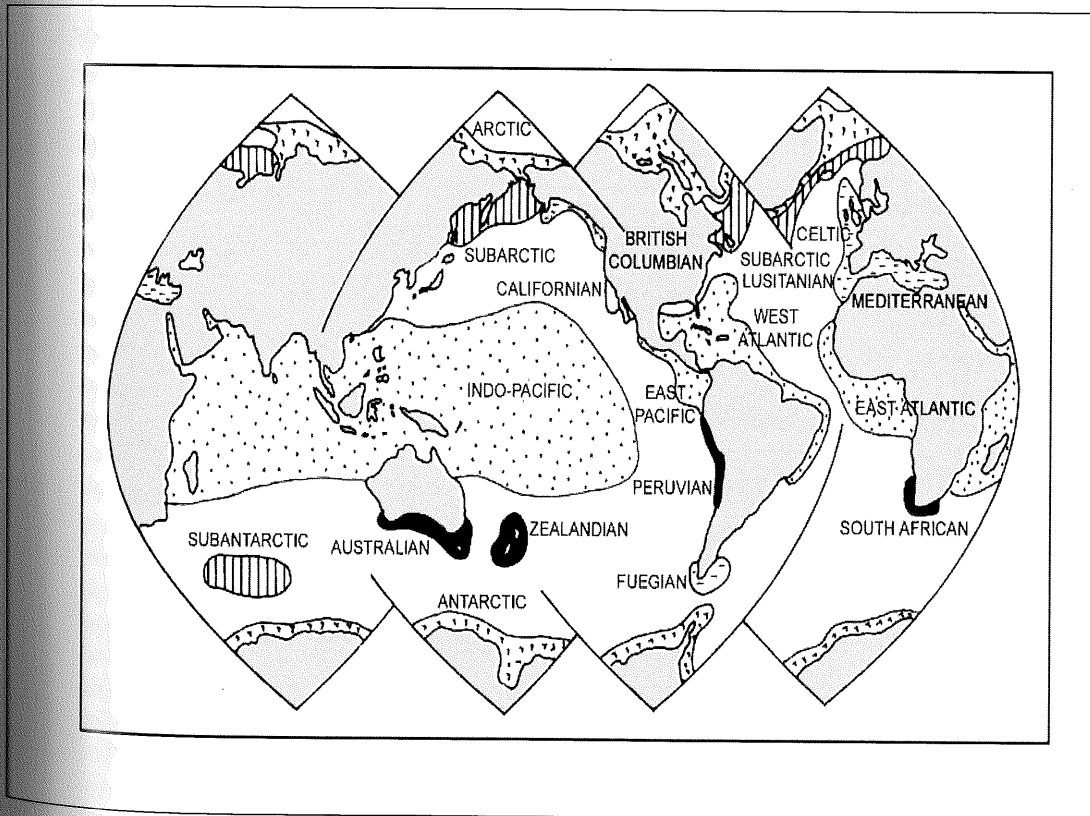 ARCTIC
BRITISH
COLUMBIAN
CELTIC
SUBARCTIC
SUBARCTIC
LUSITANIAN
CALIFORNIAN
MEDITERRANEAN
WEST
ATLANTIC
INDO-PACIFIC
EAST
PACIFIC
EAST ATLANTIC
PERUVIAN
ZEALANDIAN
SOUTH AFRICAN
SUBANTARCTIC
AUSTRALIAN
FUEGIAN
ANTARCTIC